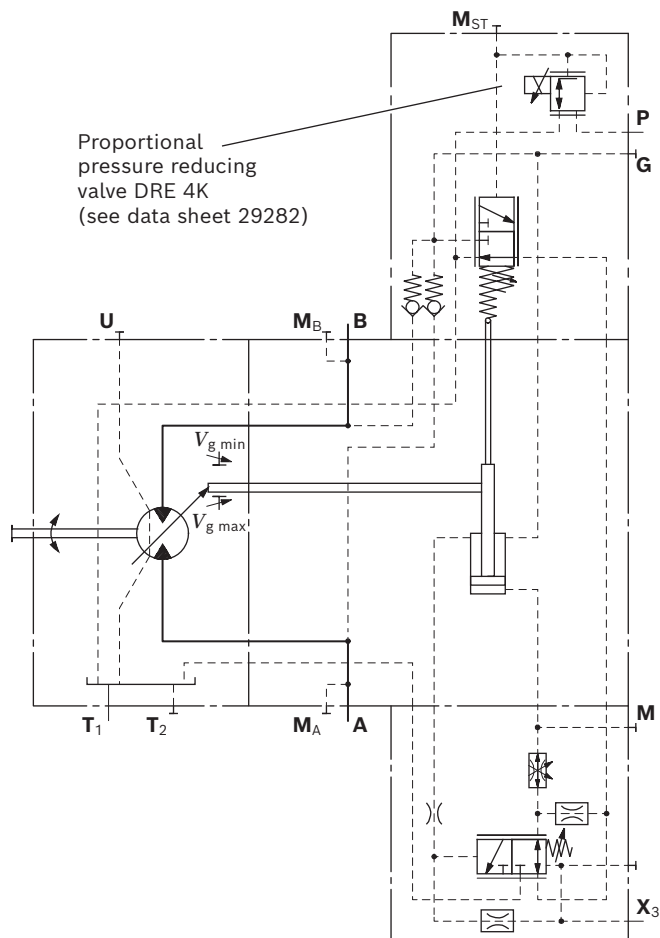 M_ST
Proportional
pressure reducing
valve DRE 4K
(see data sheet 29282)
P
G
U
M_B
B
V_g min
V_g max
T_1
T_2
M_A
A
M
X_3